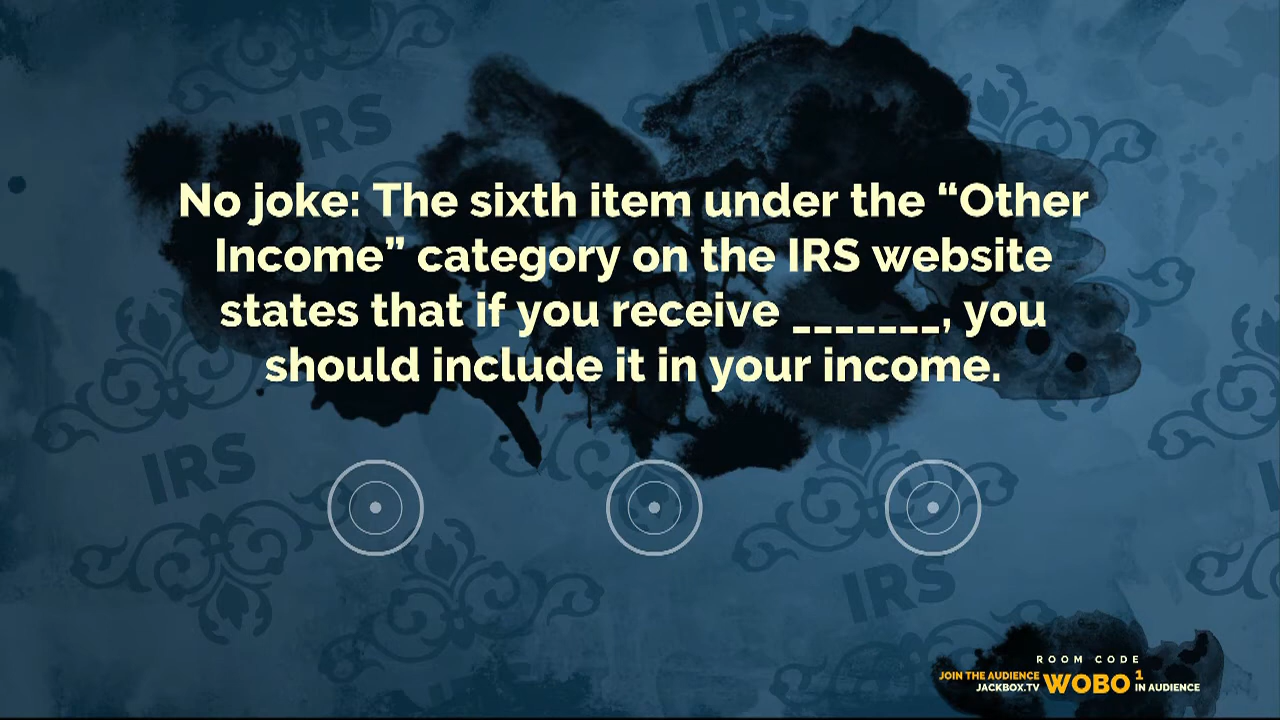 IRS
IRS
No joke: The sixth item under the “Other
Income” category on the IRS website
states that if you receive _______, you
should include it in your income.
IRS
IRS
ROOM CODE
JOIN THE AUDIENCE
JACKBOX.TV
WOBO
1
IN AUDIENCE